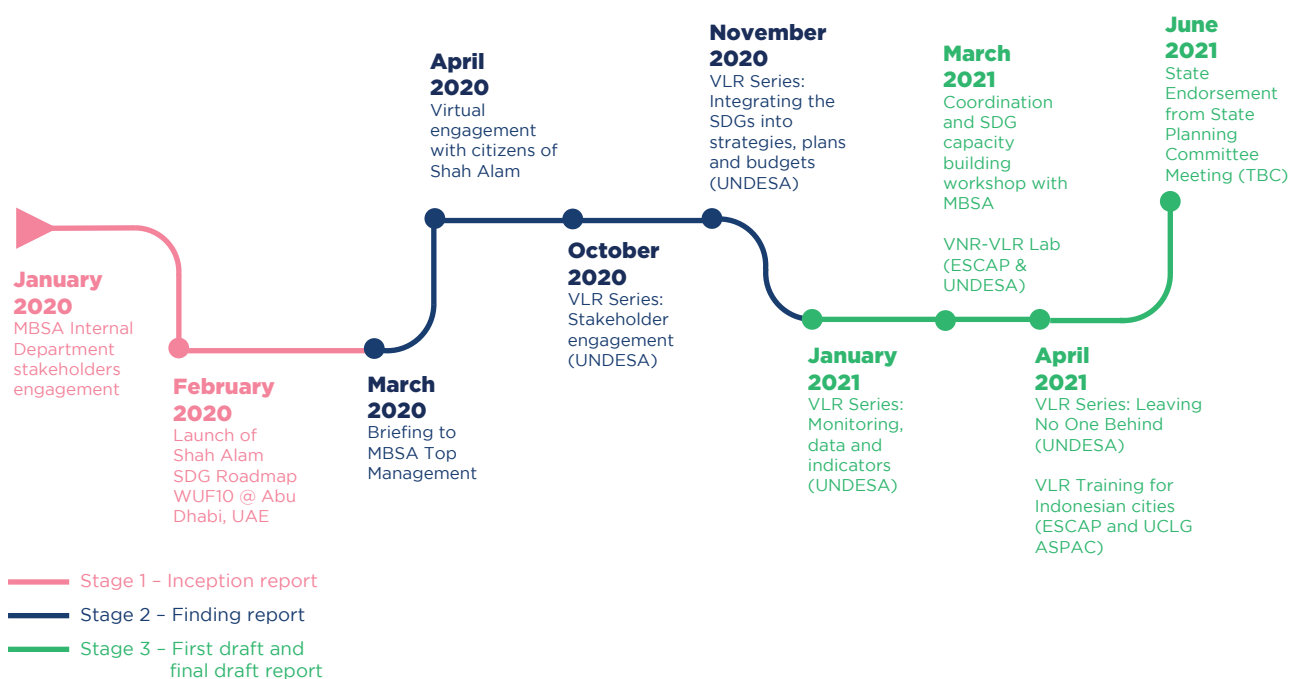 January
2020
MBSA Internal
Department
stakeholders
engagement
February
2020
Launch of
Shah Alam
SDG Roadmap
WUF10 @ Abu
Dhabi, UAE
March
2020
Briefing to
MBSA Top
Management
April
2020
Virtual
engagement
with citizens of
Shah Alam
October
2020
VLR Series:
Stakeholder
engagement
(UNDESA)
November
2020
VLR Series:
Integrating the
SDGs into
strategies, plans
and budgets
(UNDESA)
January
2021
VLR Series:
Monitoring,
data and
indicators
(UNDESA)
March
2021
Coordination
and SDG
capacity
building
workshop with
MBSA
VNR-VLR Lab
(ESCAP &
UNDESA)
April
2021
VLR Series: Leaving
No One Behind
(UNDESA)
VLR Training for
Indonesian cities
(ESCAP and UCLG
ASPAC)
June
2021
State
Endorsement
from State
Planning
Committee
Meeting (TBC)
Stage 1 – Inception report
Stage 2 – Finding report
Stage 3 – First draft and
final draft report